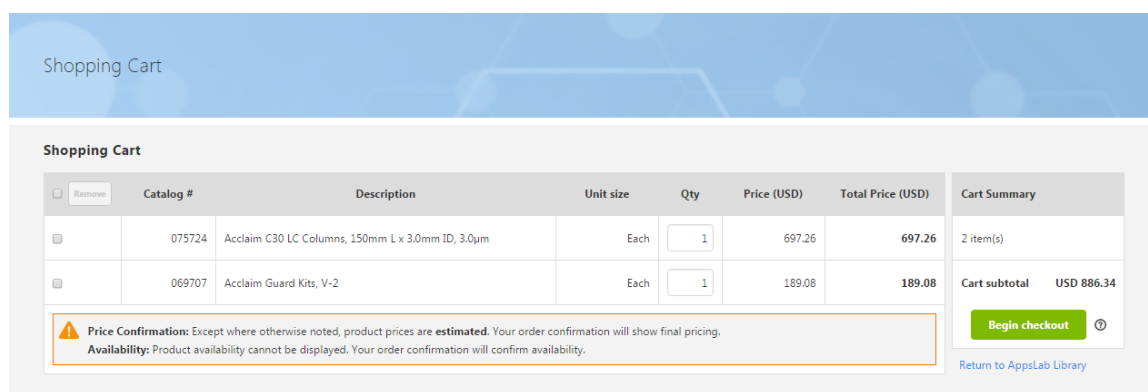 Shopping Cart
Shopping Cart
Remove Catalog # Description Unit size Qty Price (USD) Total Price (USD) Cart Summary
075724 Acclaim C30 LC Columns, 150mm L x 3.0mm ID, 3.0µm Each 1 697.26 697.26 2 item(s)
069707 Acclaim Guard Kits, V-2 Each 1 189.08 189.08 Cart subtotal USD 886.34
Price Confirmation: Except where otherwise noted, product prices are estimated. Your order confirmation will show final pricing.
Availability: Product availability cannot be displayed. Your order confirmation will confirm availability.
Begin checkout ?
Return to AppsLab Library